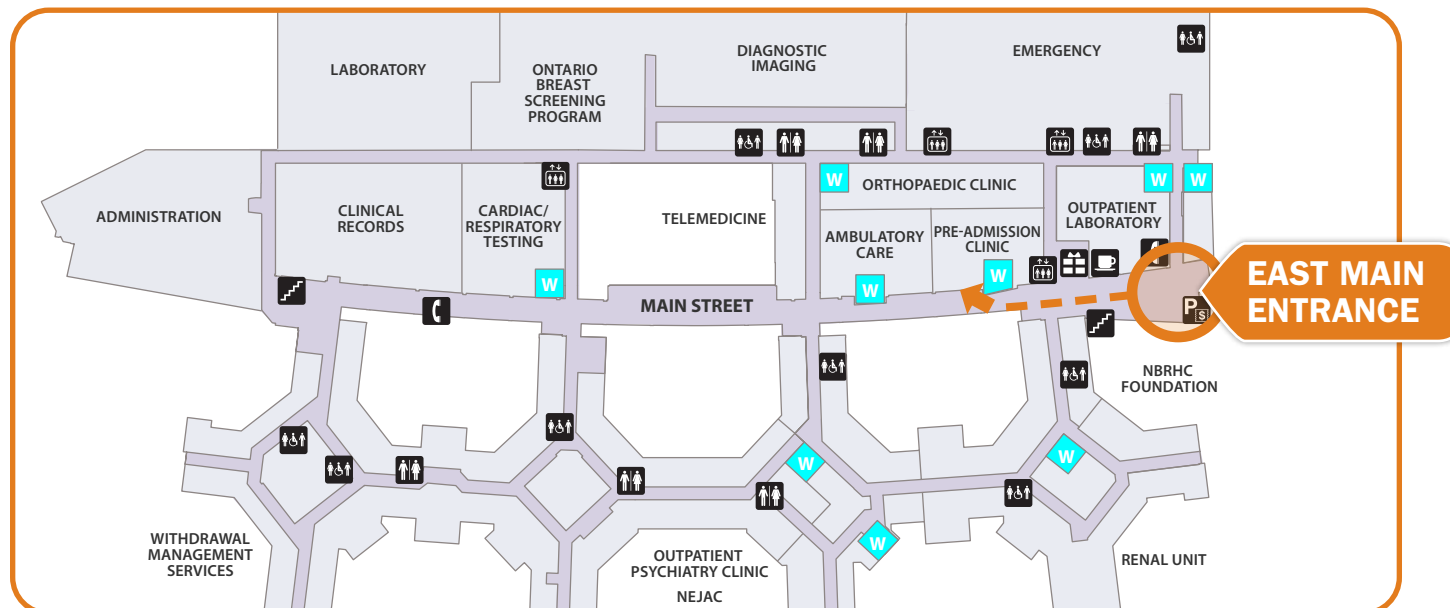 LABORATORY
ONTARIO
BREAST
SCREENING
PROGRAM
DIAGNOSTIC
IMAGING
EMERGENCY
ADMINISTRATION
CLINICAL
RECORDS
CARDIAC/
RESPIRATORY
TESTING
W
TELEMEDICINE
W
ORTHOPAEDIC CLINIC
AMBULATORY
CARE
W
PRE-ADMISSION
CLINIC
W
OUTPATIENT
LABORATORY
W
W
MAIN STREET
P
$
EAST MAIN
ENTRANCE
NBRHC
FOUNDATION
W
W
W
WITHDRAWAL
MANAGEMENT
SERVICES
OUTPATIENT
PSYCHIATRY CLINIC
NEJAC
RENAL UNIT